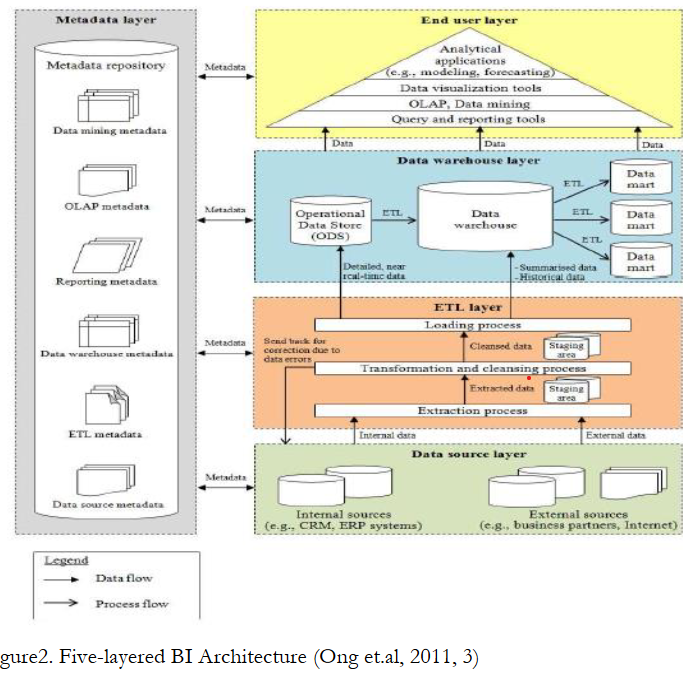 Metadata layer
Metadata repository
Data mining metadata
OLAP metadata
Reporting metadata
Data warehouse metadata
ETL metadata
Data source metadata
Metadata
Metadata
Metadata
Metadata
End user layer
Analytical
applications
(e.g., modeling, forecasting)
Data visualization tools
OLAP, Data mining
Query and reporting tools
Data
Data
Data
Data warehouse layer
Operational
Data Store
(ODS)
ETL
Data
warehouse
ETL
ETL
ETL
Data
mart
Data
mart
Data
mart
Detailed, near
real-time data
- Summarised data
- Historical data
ETL layer
Loading process
Send back for
correction due to
data errors
Cleansed data
Staging
area
Transformation and cleansing process
Extracted data
Staging
area
Extraction process
Internal data
External data
Data source layer
Internal sources
(e.g., CRM, ERP systems)
External sources
(e.g., business partners, Internet)
Legend
Data flow
Process flow
gure2. Five-layered BI Architecture (Ong et.al, 2011, 3)